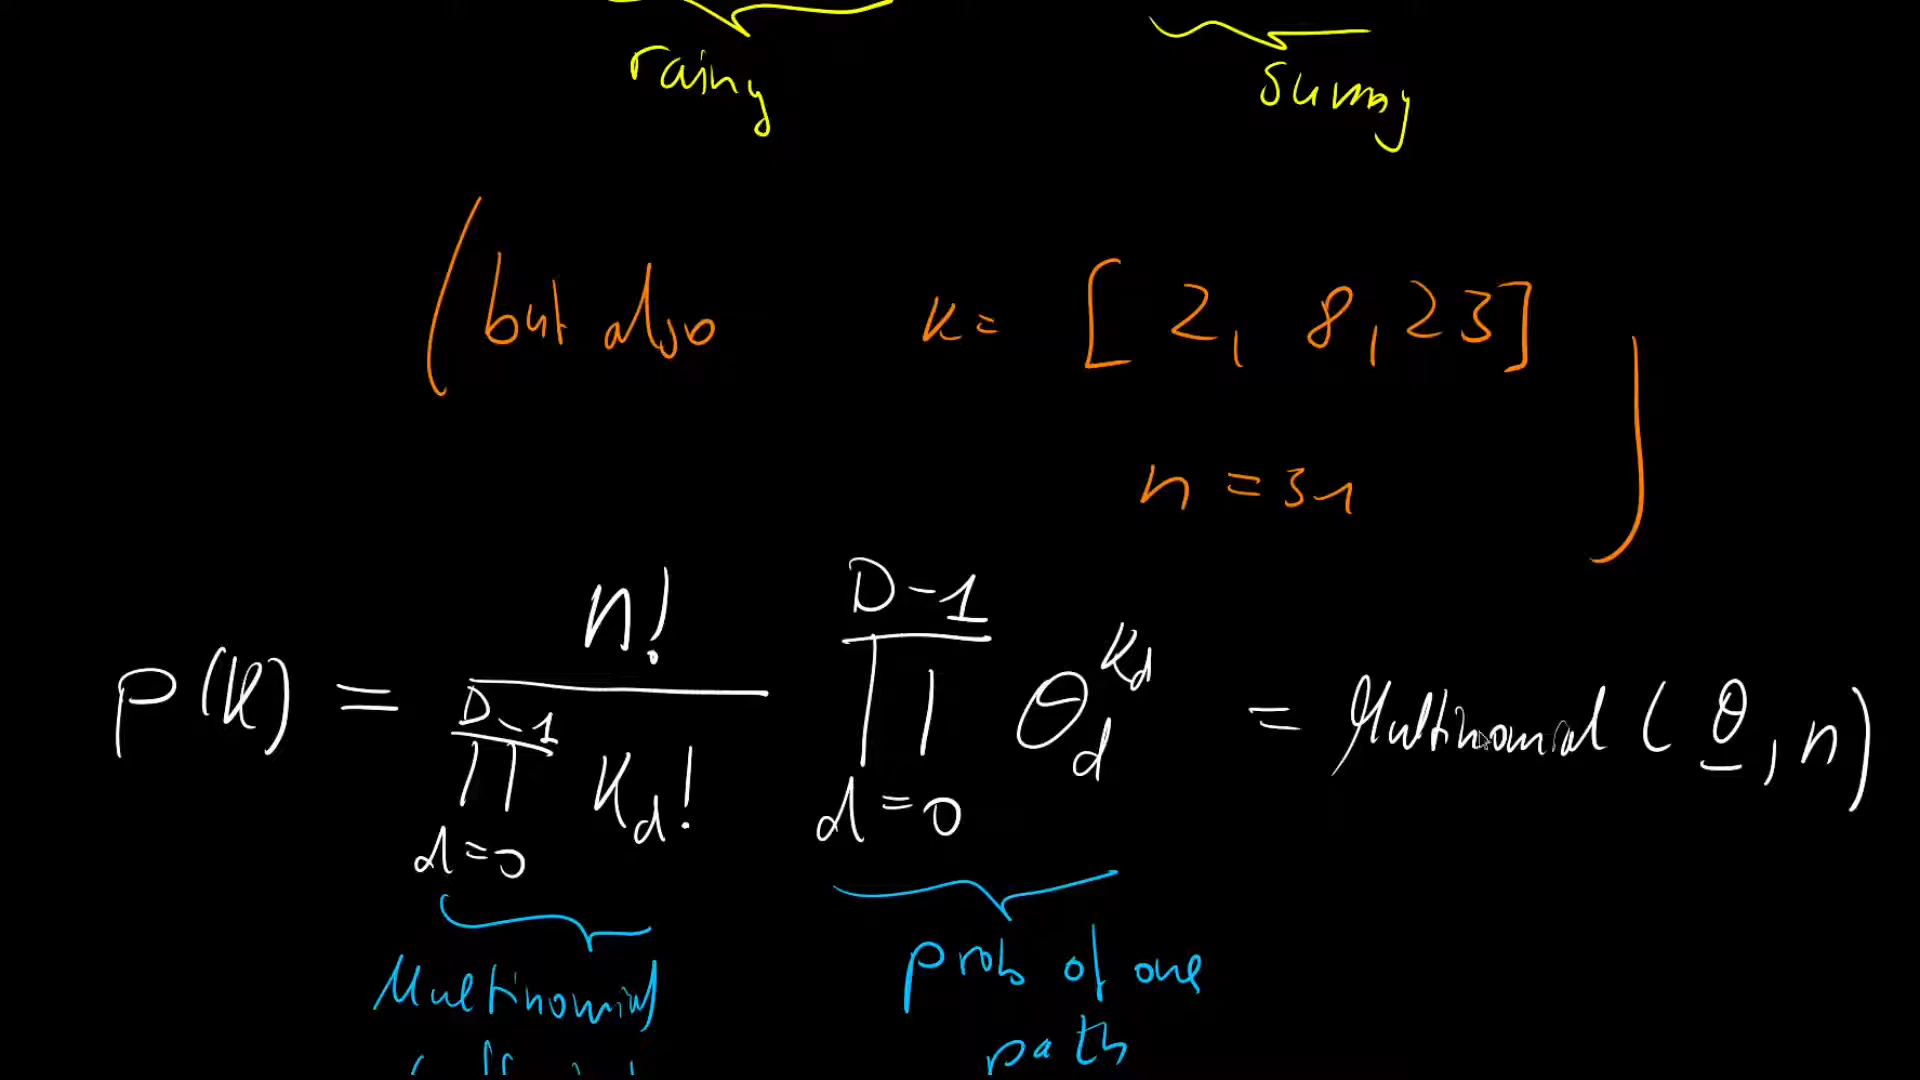 rainy sunny
(but also k= [2, 8, 23]
n = 31)
P(k) = n! / ∏_{d=0}^{D-1} k_d! ∏_{d=0}^{D-1} θ_d^{k_d} = Multinomial (θ, n)
Multinomial prob of one
path